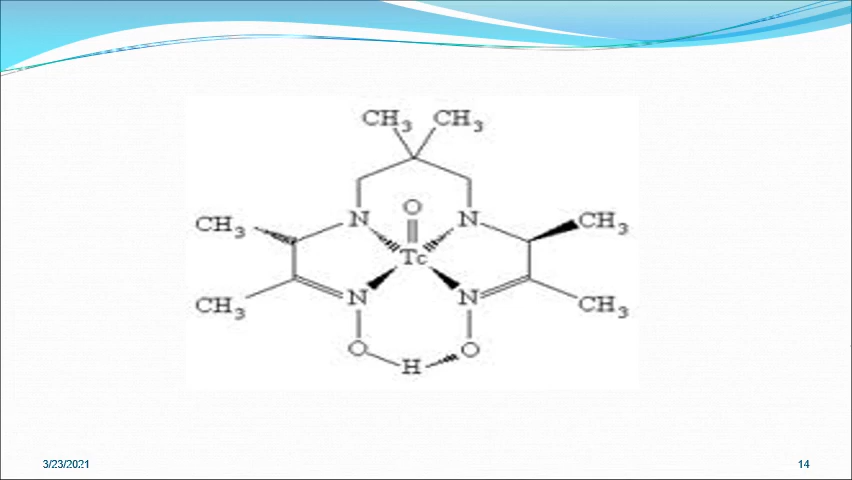 CH3 CH3
O
CH3 N N CH3
Tc
CH3 N N CH3
O H O
3/23/2021 14